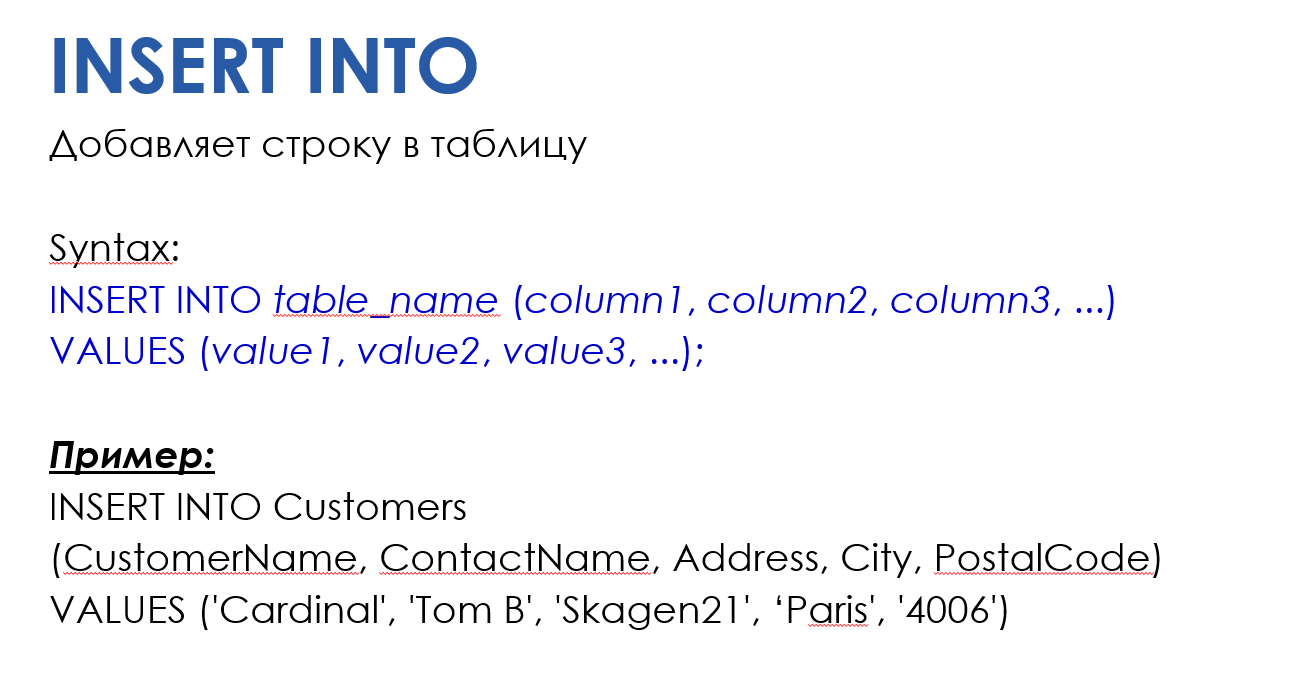 INSERT INTO
Добавляет строку в таблицу
Syntax:
INSERT INTO table_name (column1, column2, column3, ...)
VALUES (value1, value2, value3, ...);
Пример:
INSERT INTO Customers
(CustomerName, ContactName, Address, City, PostalCode)
VALUES ('Cardinal', 'Tom B', 'Skagen21', ‘Paris', '4006')